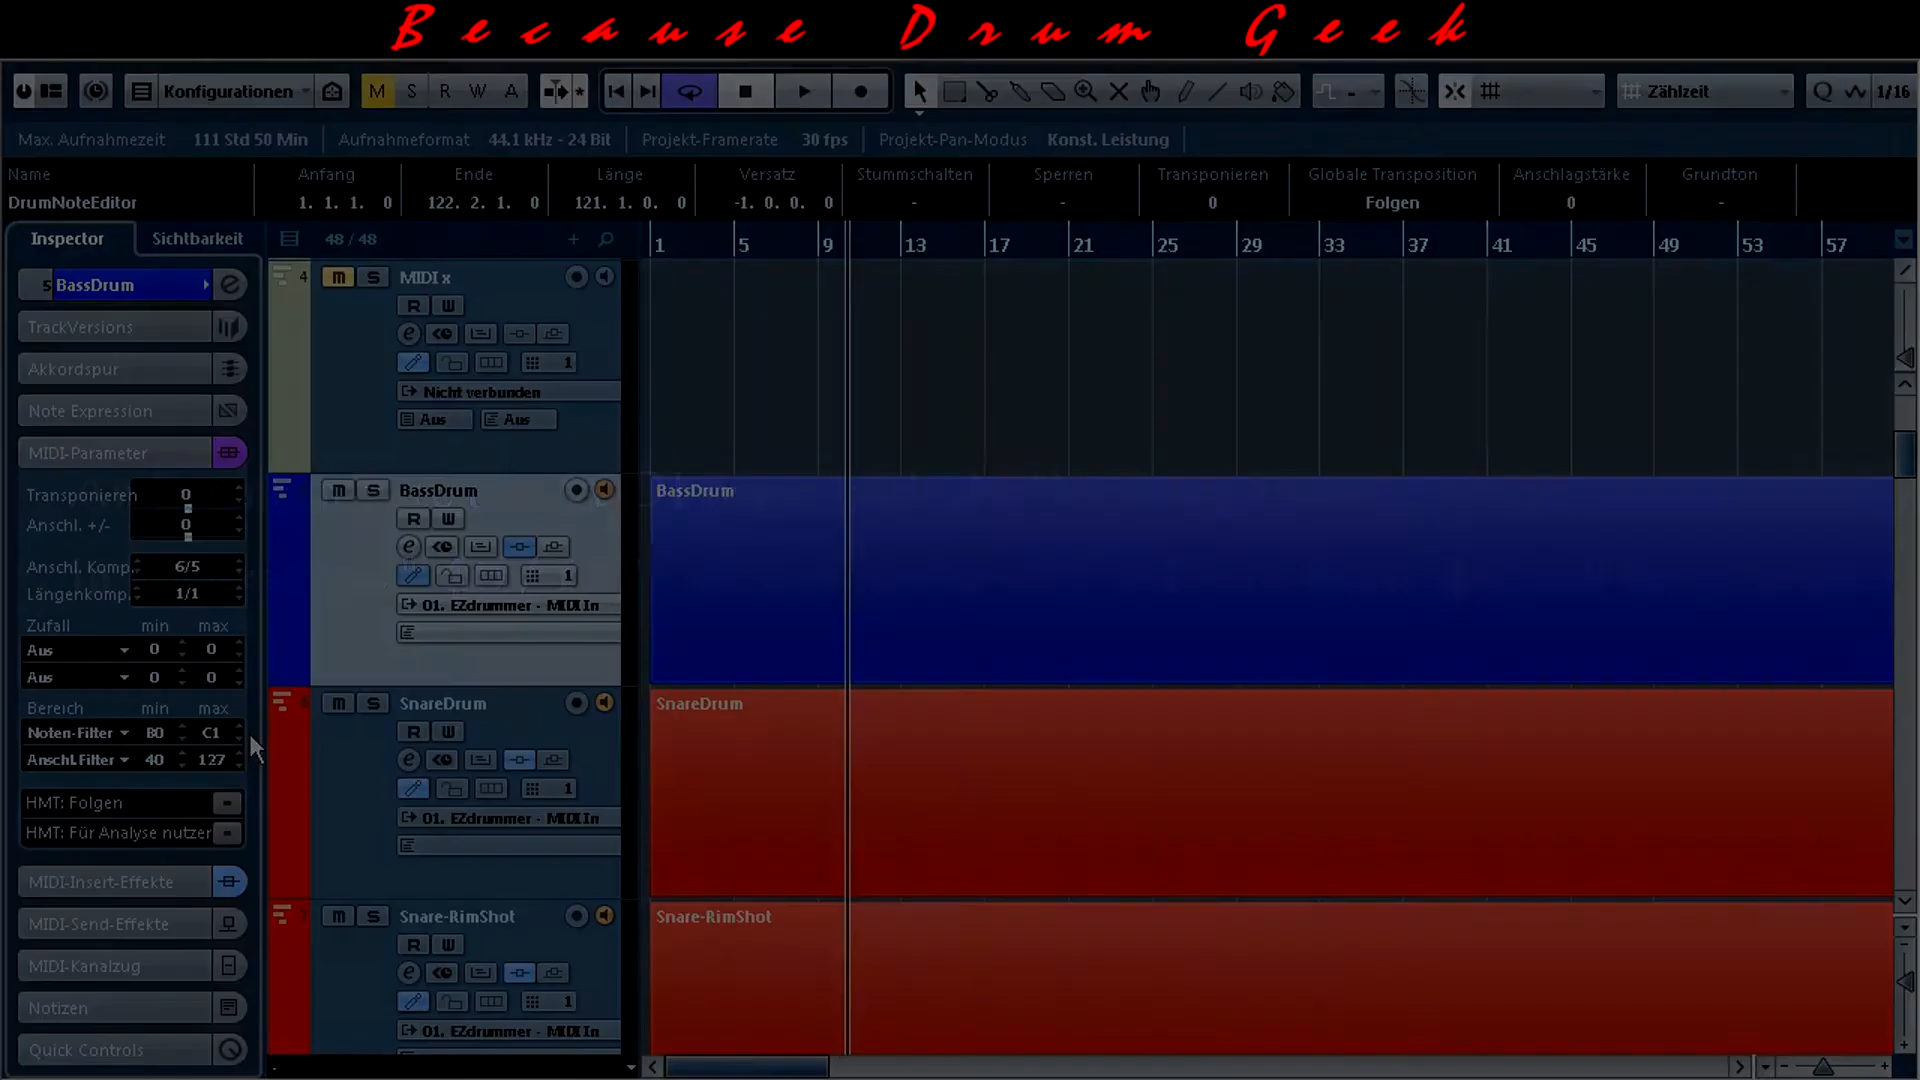 Because Drum Geek
Konfigurationen M S R W A Zählzeit 1/16
Max. Aufnahmezeit 111 Std 50 Min Aufnahmeformat 44.1 kHz - 24 Bit Projekt-Framerate 30 fps Projekt-Pan-Modus Konst. Leistung
Name Anfang Ende Länge Versatz Stummschalten Sperren Transponieren Globale Transposition Anschlagstärke Grundton
DrumNoteEditor 1. 1. 1. 0 122. 2. 1. 0 121. 1. 0. 0 -1. 0. 0. 0 - - 0 Folgen 0 -
Inspector Sichtbarkeit 48 / 48 1 5 9 13 17 21 25 29 33 37 41 45 49 53 57
5 BassDrum
TrackVersions
Akkordspur
Note Expression
MIDI-Parameter
Transponieren 0
Anschl. +/- 0
Anschl. Komp. 6/5
Längenkomp. 1/1
Zufall min max
Aus 0 0
Aus 0 0
Bereich min max
Noten-Filter B0 C1
Anschl.Filter 40 127
HMT: Folgen
HMT: Für Analyse nutzer
MIDI-Insert-Effekte
MIDI-Send-Effekte
MIDI-Kanalzug
Notizen
Quick Controls
4 m S MIDI x
R W
1
Nicht verbunden
Aus Aus
m S BassDrum
R W
1
01. EZdrummer - MIDI In
m S SnareDrum
R W
1
01. EZdrummer - MIDI In
m S Snare-RimShot
R W
1
01. EZdrummer - MIDI In
BassDrum
SnareDrum
Snare-RimShot